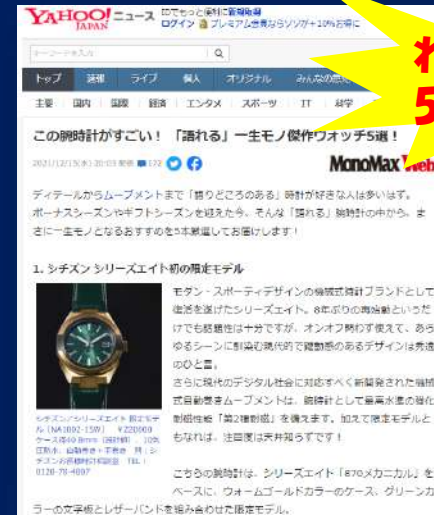 YAHOO! ニュース
JAPAN
IDでもっと便利に新規取得
ログイン
トップ 速報 ライブ 個人 オリジナル みんなの意見
主要 国内 国際 経済 エンタメ スポーツ IT 科学
この腕時計がすごい！「語れる」一生モノ傑作ウォッチ5選！
2021/12/15(水) 20:03
172
MonoMax Web
ディテールからムーブメントまで「語りどころのある」時計が好きな人は多いはず。
ボーナスシーズンやギフトシーズンを迎えた今、そんな「語れる」腕時計の中から、ま
さに一生モノとなるおすすめを5本厳選してお届けします！
1. シチズン シリーズエイト初の限定モデル
モダン・スポーティデザインの機械式時計ブランドとして
復活を遂げたシリーズエイト。8年ぶりの再始動というだ
けでも話題性は十分ですが、オンオフ問わず使えて、あら
ゆるシーンに馴染む現代的で躍動感のあるデザインは秀逸
のひと言。
さらに現代のデジタル社会に対応すべく新開発された機械
式自動巻きムーブメントは、腕時計として最高水準の強化
耐磁性能「第2種耐磁」を備えます。加えて限定モデルと
もなれば、注目度は天井知らずです！
こちらの腕時計は、シリーズエイト「870メカニカル」を
ベースに、ウォームゴールドカラーのケース、グリーンカ
ラーの文字板とレザーバンドを組み合わせた限定モデル。
れ
5